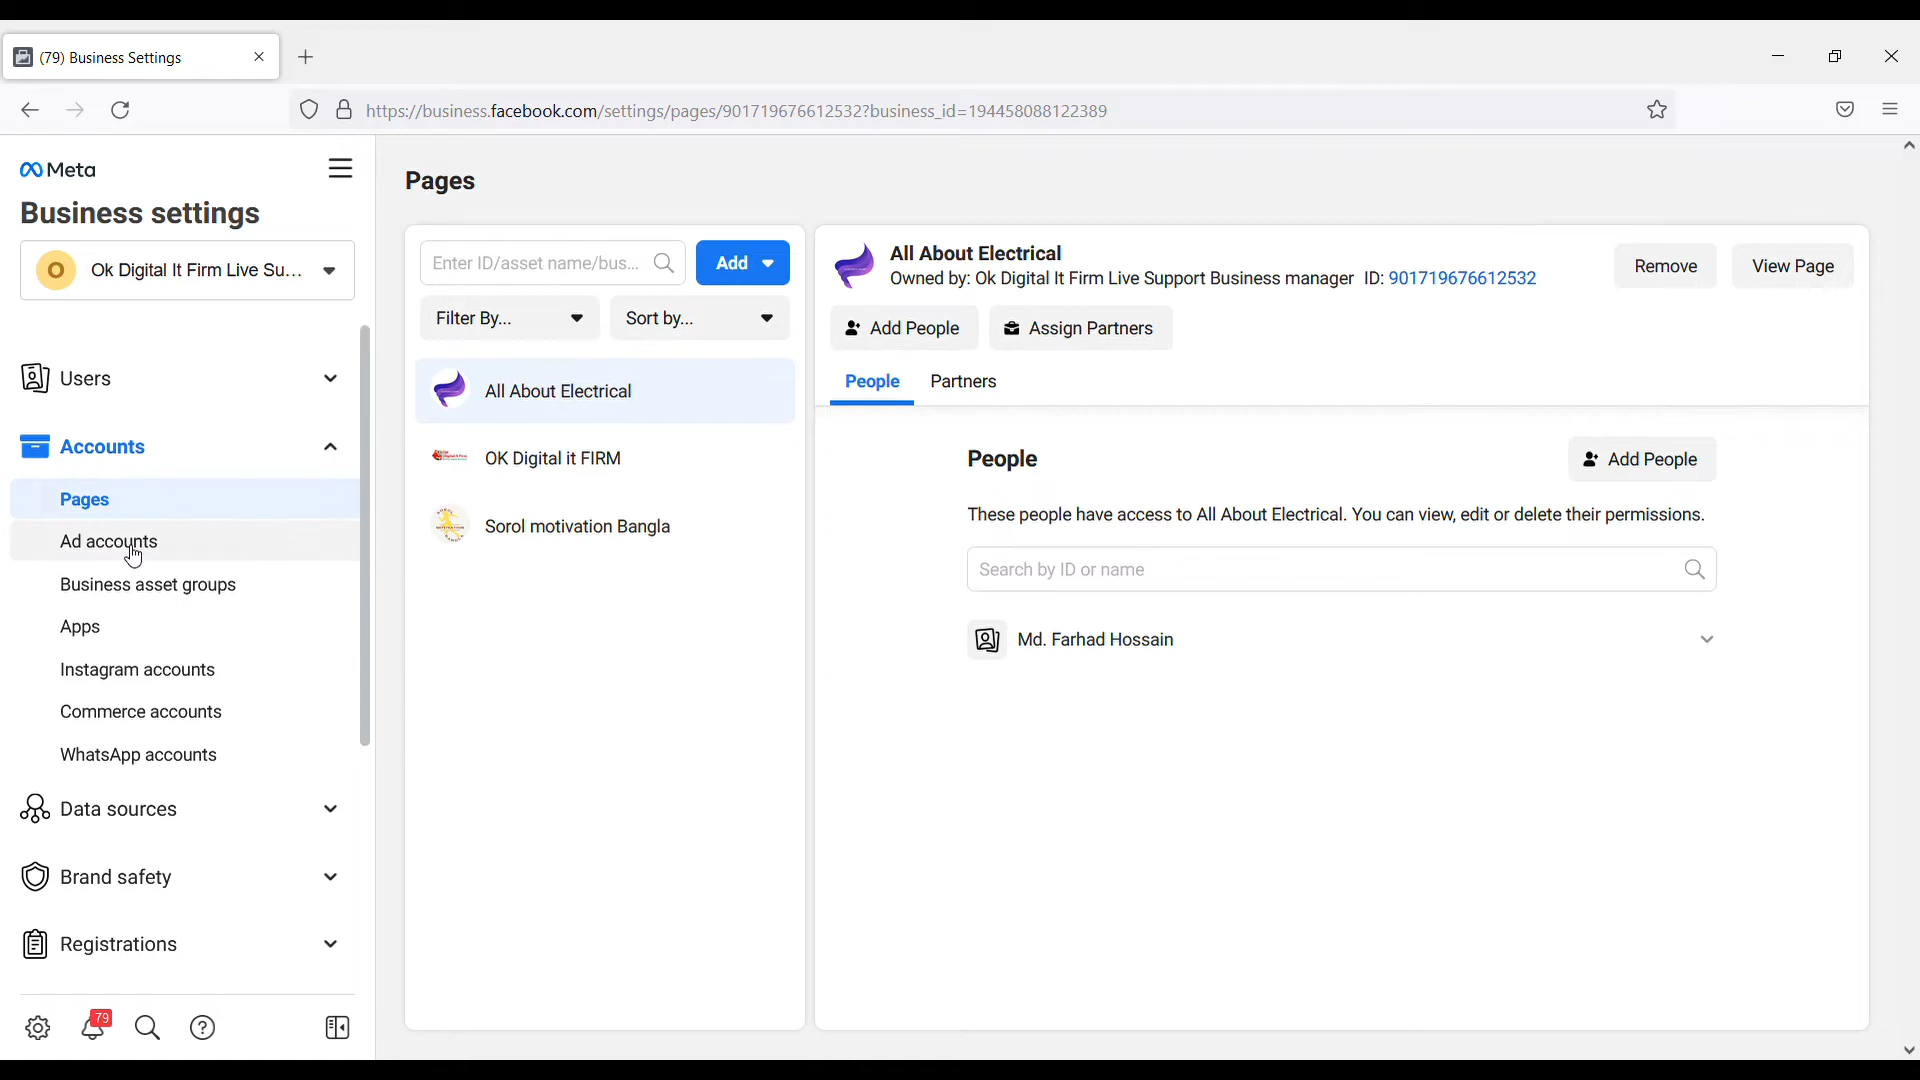 (79) Business Settings
https://business.facebook.com/settings/pages/901719676612532?business_id=194458088122389
Meta
Business settings
O
Ok Digital It Firm Live Su...
Users
Accounts
Pages
Ad accounts
Business asset groups
Apps
Instagram accounts
Commerce accounts
WhatsApp accounts
Data sources
Brand safety
Registrations
79
Pages
Enter ID/asset name/bus...
Add
Filter By...
Sort by...
All About Electrical
OK Digital it FIRM
Sorol motivation Bangla
All About Electrical
Owned by: Ok Digital It Firm Live Support Business manager ID: 901719676612532
Remove
View Page
Add People
Assign Partners
People
Partners
People
Add People
These people have access to All About Electrical. You can view, edit or delete their permissions.
Search by ID or name
Md. Farhad Hossain